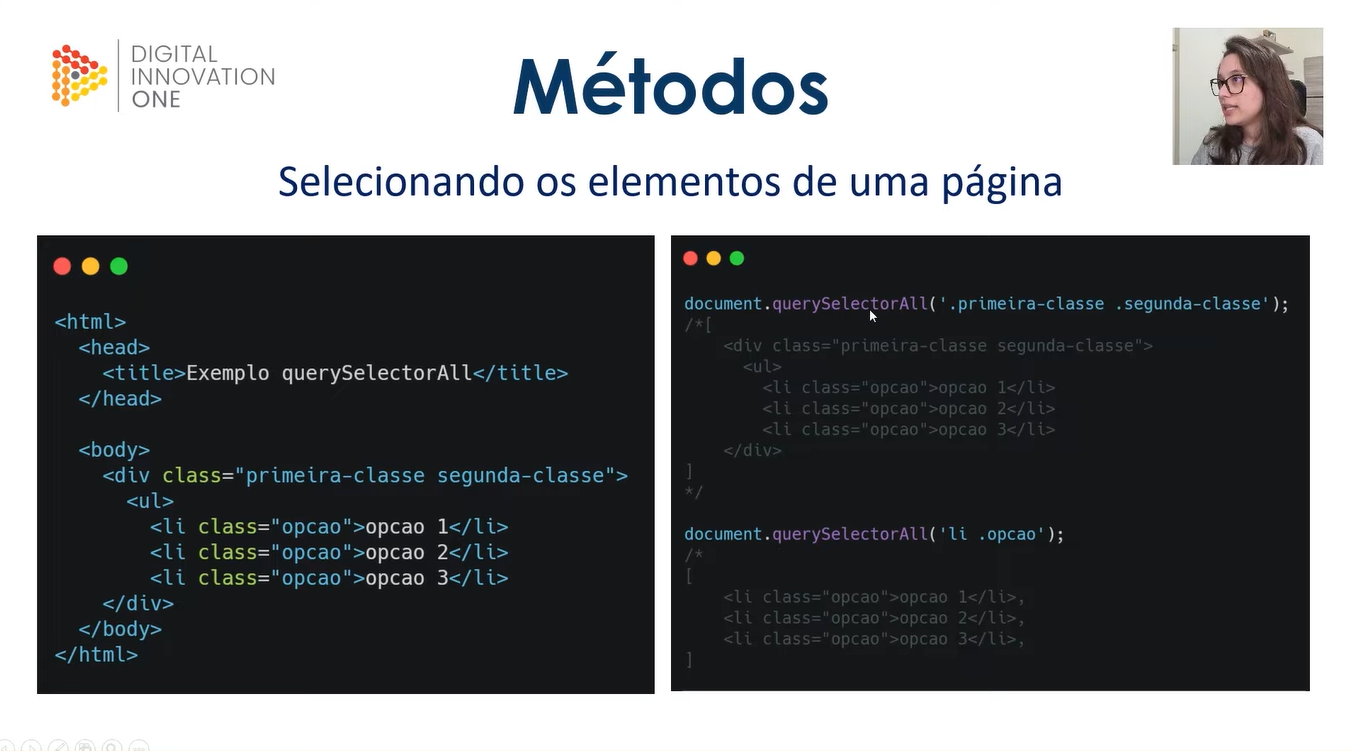 DIGITAL
INNOVATION
ONE
Métodos
Selecionando os elementos de uma página
<html>
<head>
<title>Exemplo querySelectorAll</title>
</head>
<body>
<div class="primeira-classe segunda-classe">
<ul>
<li class="opcao">opcao 1</li>
<li class="opcao">opcao 2</li>
<li class="opcao">opcao 3</li>
</div>
</body>
</html>
document.querySelectorAll('.primeira-classe .segunda-classe');
/*[
<div class="primeira-classe segunda-classe">
<ul>
<li class="opcao">opcao 1</li>
<li class="opcao">opcao 2</li>
<li class="opcao">opcao 3</li>
</div>
]
*/
document.querySelectorAll('li .opcao');
/*
[
<li class="opcao">opcao 1</li>,
<li class="opcao">opcao 2</li>,
<li class="opcao">opcao 3</li>,
]